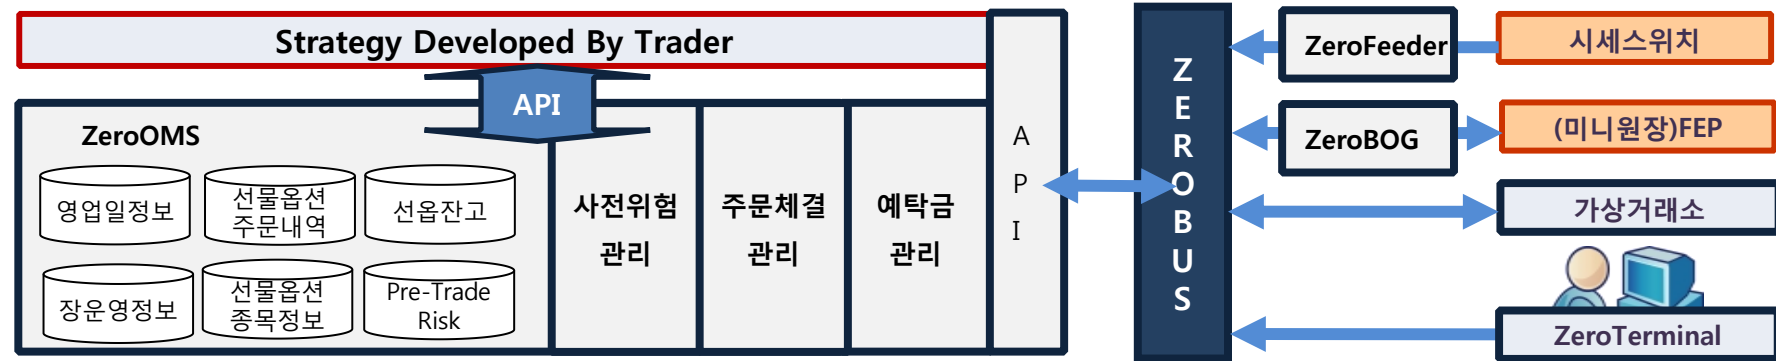 Strategy Developed By Trader
API
ZeroOMS
영업일정보
선물옵션
주문내역
선옵잔고
장운영정보
선물옵션
종목정보
Pre-Trade
Risk
사전위험
관리
주문체결
관리
예탁금
관리
A
P
I
Z
E
R
O
B
U
S
ZeroFeeder
시세스위치
ZeroBOG
(미니원장)FEP
가상거래소
ZeroTerminal